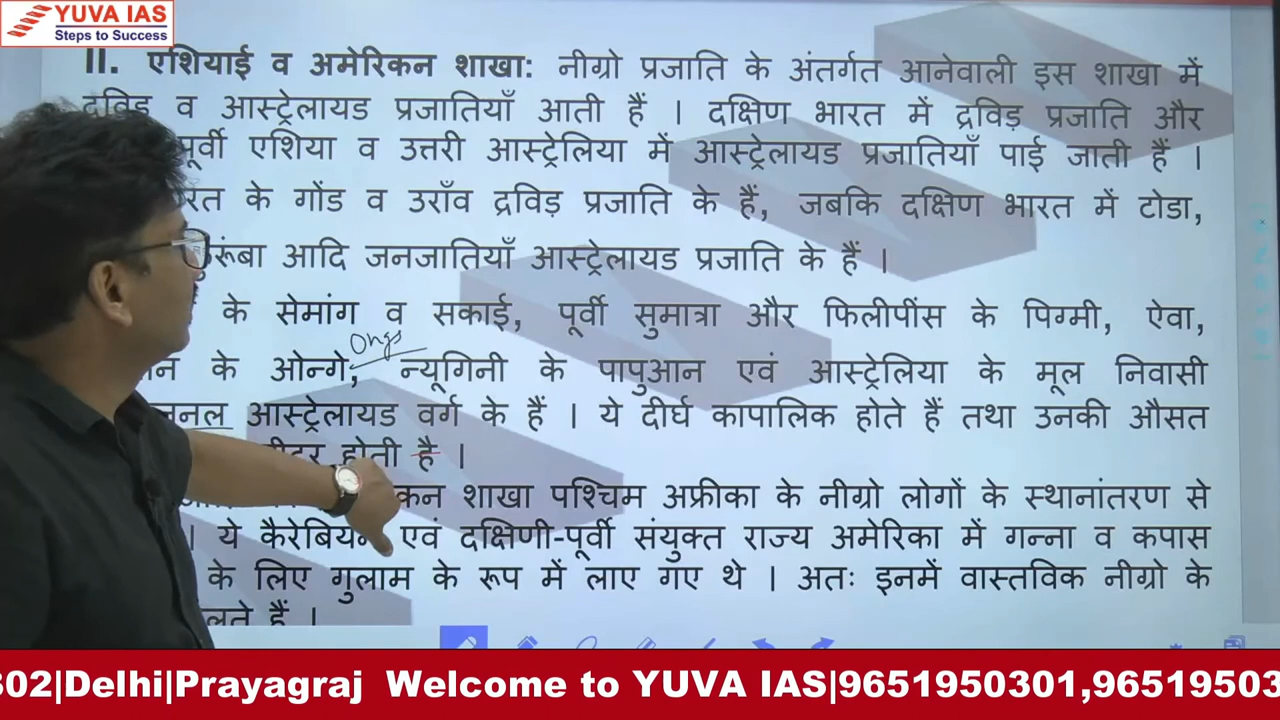 YUVA IAS
Steps to Success
II. एशियाई व अमेरिकन शाखा: नीग्रो प्रजाति के अंतर्गत आनेवाली इस शाखा में
द्रविड़ व आस्ट्रेलायड प्रजातियाँ आती हैं । दक्षिण भारत में द्रविड़ प्रजाति और
पूर्वी एशिया व उत्तरी आस्ट्रेलिया में आस्ट्रेलायड प्रजातियाँ पाई जाती हैं ।
के गोंड व उराँव द्रविड़ प्रजाति के हैं, जबकि दक्षिण भारत में टोडा,
आदि जनजातियाँ आस्ट्रेलायड प्रजाति के हैं ।
के सेमांग व सकाई, पूर्वी सुमात्रा और फिलीपींस के पिग्मी, ऐवा,
Ongs
के ओन्गे, न्यूगिनी के पापुआन एवं आस्ट्रेलिया के मूल निवासी
आस्ट्रेलायड वर्ग के हैं । ये दीर्घ कापालिक होते हैं तथा उनकी औसत
होती है ।
शाखा पश्चिम अफ्रीका के नीग्रो लोगों के स्थानांतरण से
। ये कैरेबियन एवं दक्षिणी-पूर्वी संयुक्त राज्य अमेरिका में गन्ना व कपास
के लिए गुलाम के रूप में लाए गए थे । अतः इनमें वास्तविक नीग्रो के
हैं ।
302|Delhi|Prayagraj Welcome to YUVA IAS|9651950301,96519503